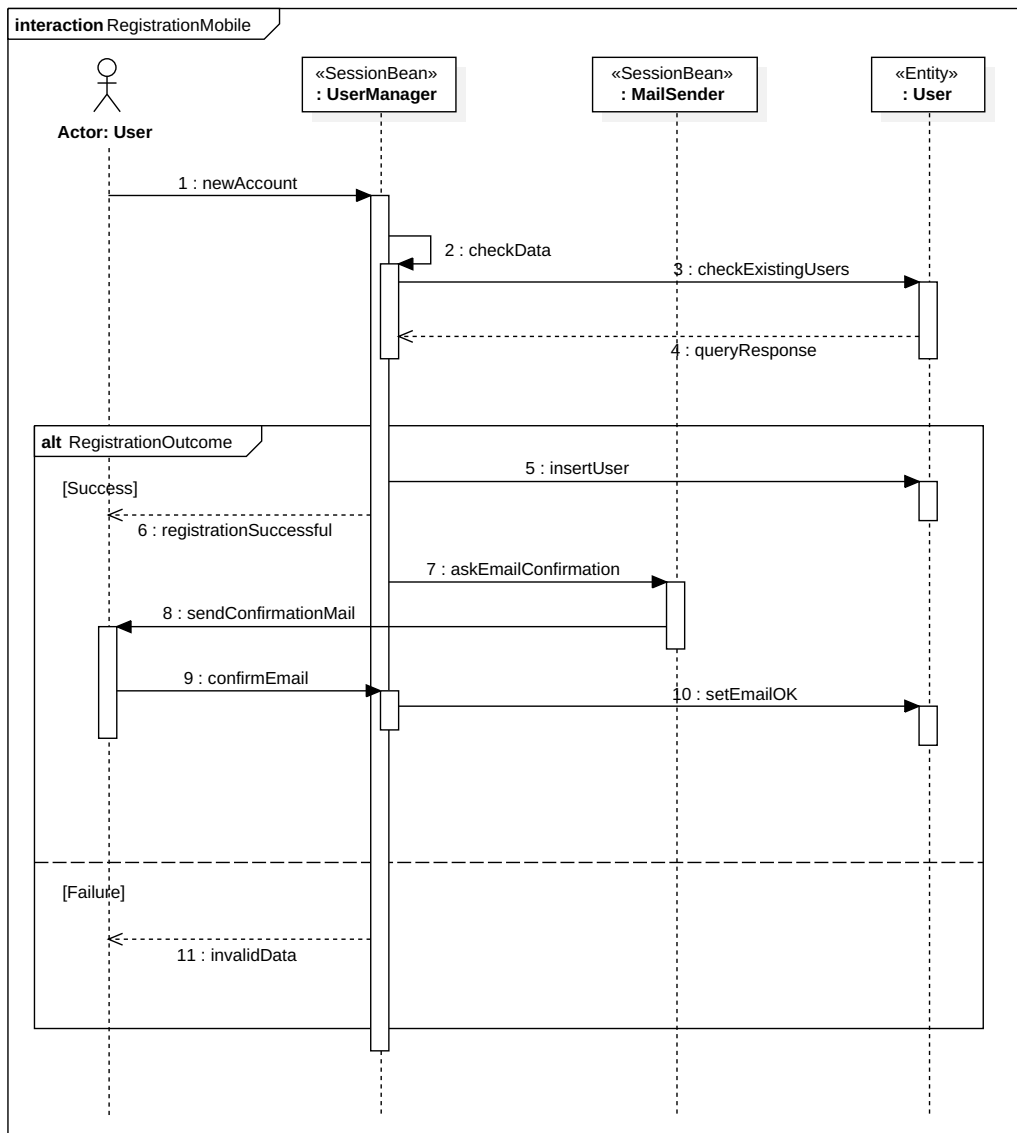 interaction RegistrationMobile
«SessionBean»
: UserManager
«SessionBean»
: MailSender
«Entity»
: User
Actor: User
1 : newAccount
2 : checkData
3 : checkExistingUsers
4 : queryResponse
alt RegistrationOutcome
5 : insertUser
[Success]
6 : registrationSuccessful
7 : askEmailConfirmation
8 : sendConfirmationMail
9 : confirmEmail
10 : setEmailOK
[Failure]
11 : invalidData